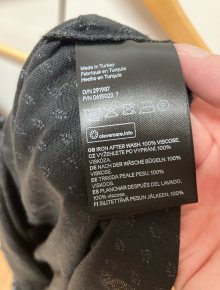 Made in Turkey
Fabriqué en Turquie
Hecho en Turquía
O/N 291987
P/N 0693022 7
clevercare.info
GB IRON AFTER WASH. 100% VISCOSE.
CZ VYŽEHLETE PO VYPRÁNÍ. 100%
VISKÓZA.
DE NACH DER WÄSCHE BÜGELN. 100%
VISKOSE.
EE TRIIKIDA PEALE PESU. 100%
VISKOOS.
ES PLANCHAR DESPUÉS DEL LAVADO.
100% viscosa.
FI SILITETTÄVÄ PESUN JÄLKEEN. 100%